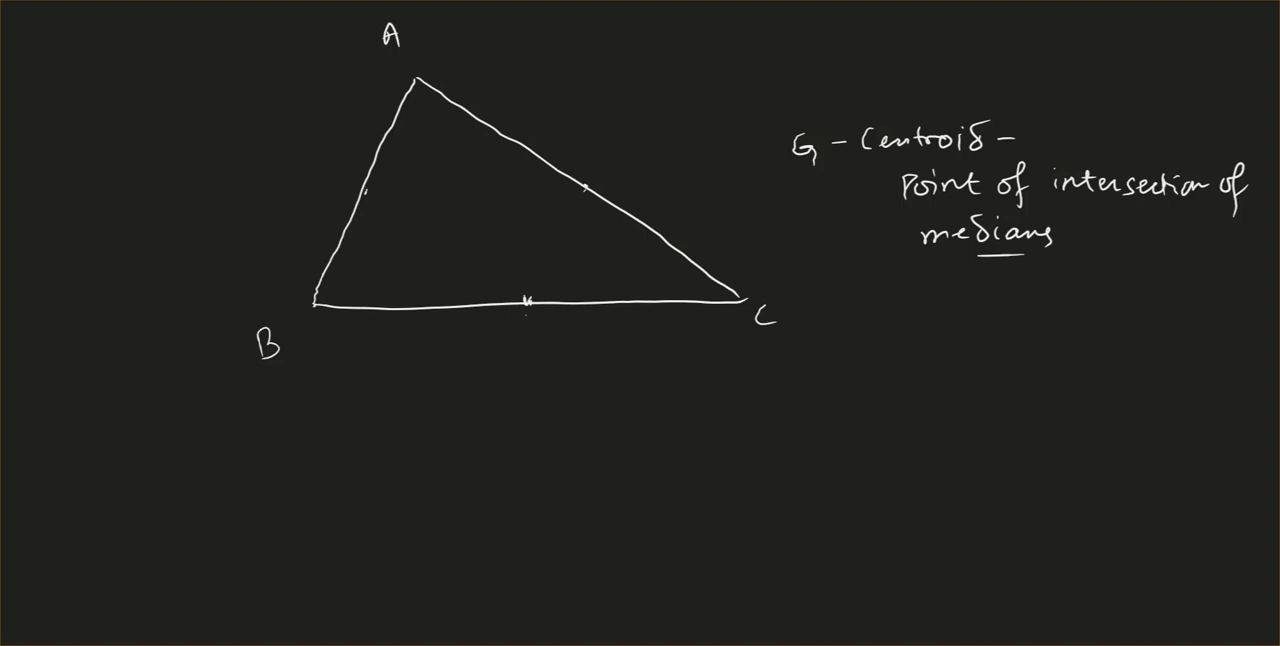 A
G - Centroid -
Point of intersection of
medians
B
C